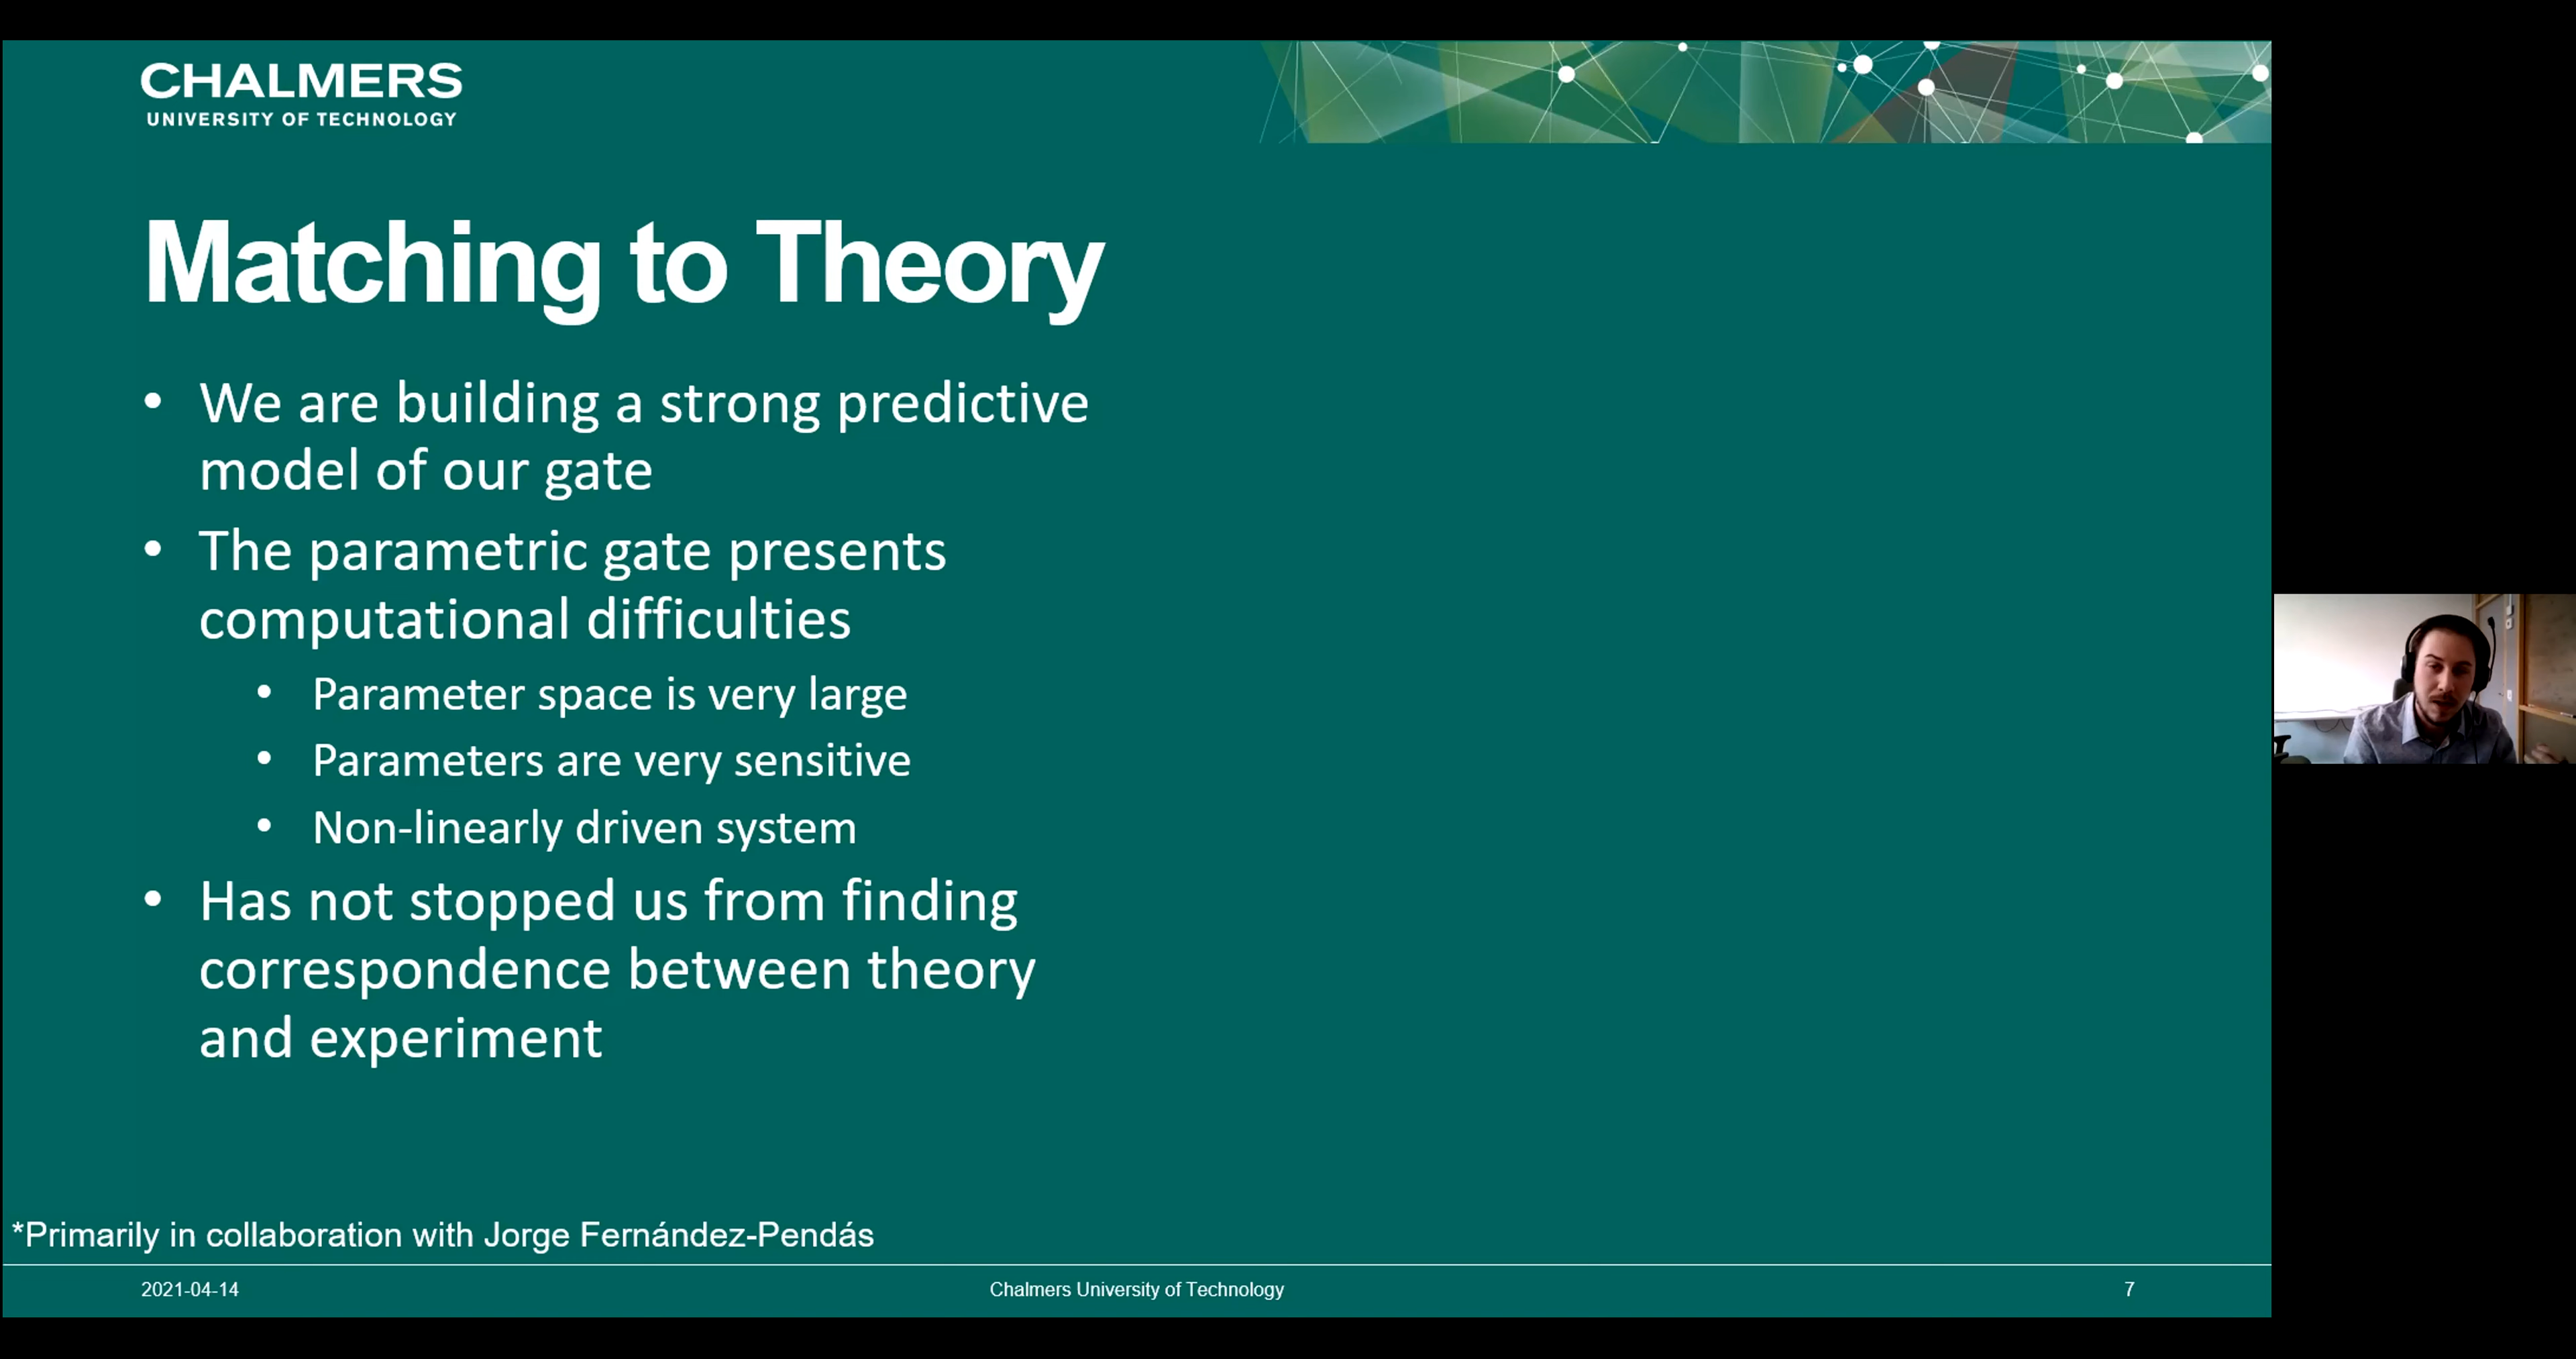 CHALMERS
UNIVERSITY OF TECHNOLOGY
Matching to Theory
• We are building a strong predictive
model of our gate
• The parametric gate presents
computational difficulties
• Parameter space is very large
• Parameters are very sensitive
• Non-linearly driven system
• Has not stopped us from finding
correspondence between theory
and experiment
*Primarily in collaboration with Jorge Fernández-Pendás
2021-04-14
Chalmers University of Technology
7